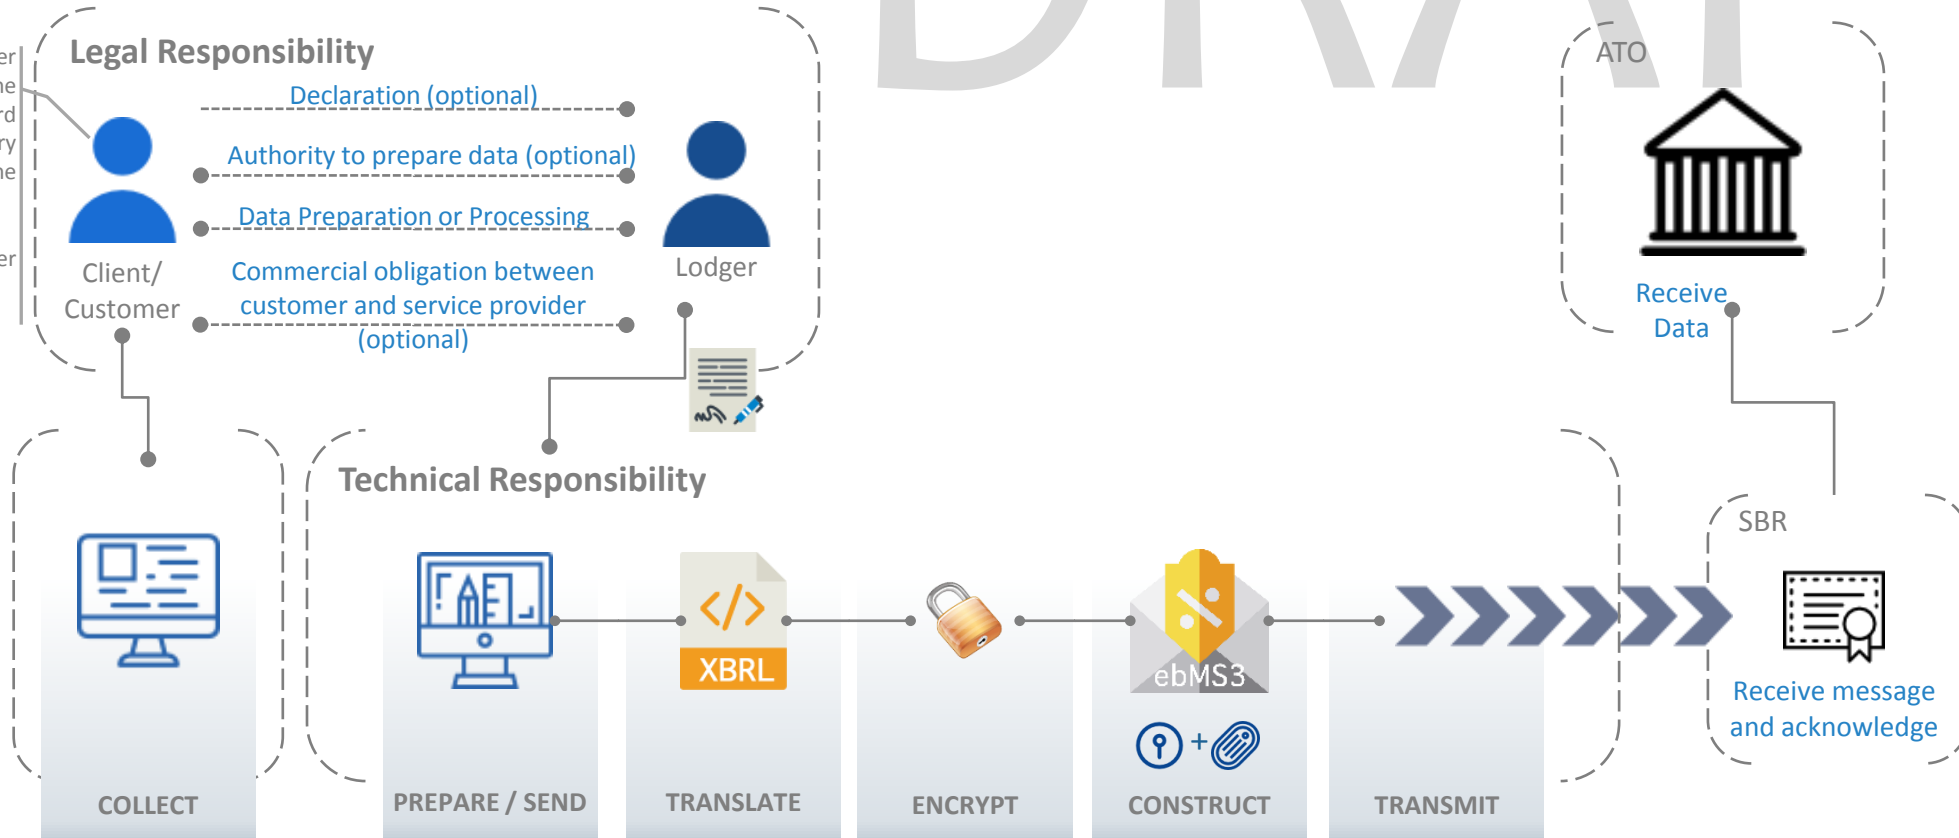 DRAF
Legal Responsibility
Declaration (optional)
Authority to prepare data (optional)
Data Preparation or Processing
Commercial obligation between
customer and service provider
(optional)
Client/
Customer
Lodger
ATO
Receive
Data
Technical Responsibility
XBRL
ebMS3
+
SBR
Receive message
and acknowledge
COLLECT
PREPARE / SEND
TRANSLATE
ENCRYPT
CONSTRUCT
TRANSMIT